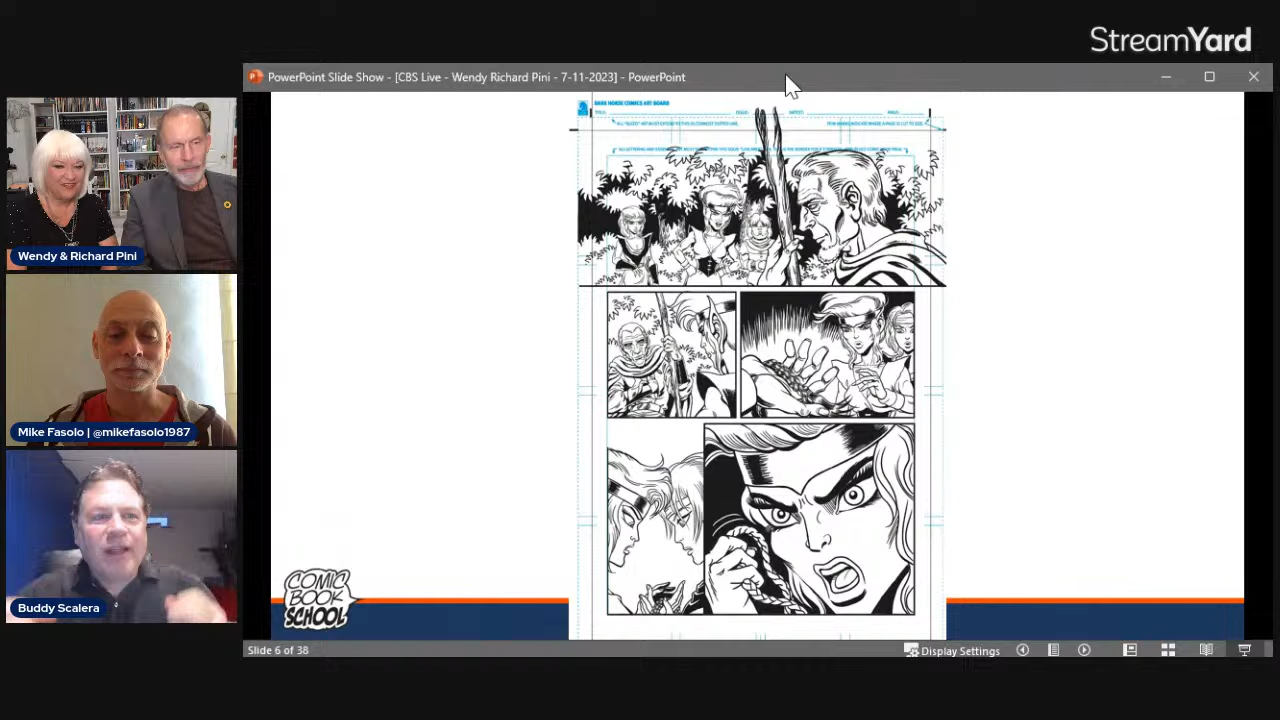 StreamYard
PowerPoint Slide Show - [CBS Live - Wendy Richard Pini - 7-11-2023] - PowerPoint
DARK HORSE COMICS ART BOARD
Wendy & Richard Pini
Mike Fasolo | @mikefasolo1987
Buddy Scalera
COMIC
BOOK
SCHOOL
Slide 6 of 38
Display Settings